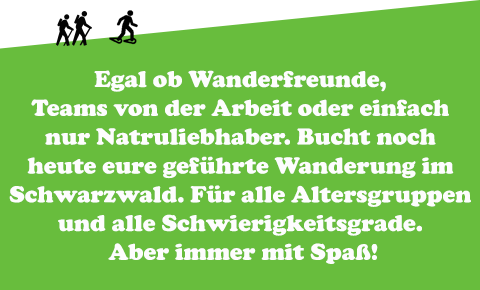 Egal ob Wanderfreunde,
Teams von der Arbeit oder einfach
nur Natruliebhaber. Bucht noch
heute eure geführte Wanderung im
Schwarzwald. Für alle Altersgruppen
und alle Schwierigkeitsgrade.
Aber immer mit Spaß!